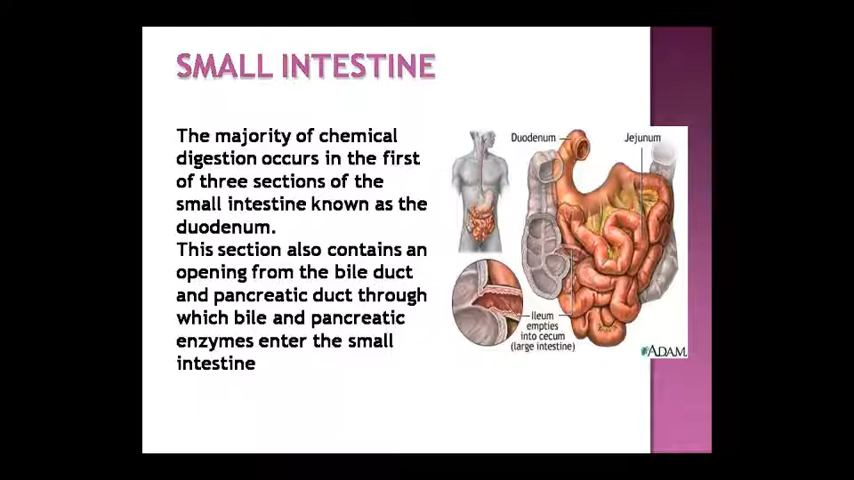 SMALL INTESTINE
The majority of chemical
digestion occurs in the first
of three sections of the
small intestine known as the
duodenum.
This section also contains an
opening from the bile duct
and pancreatic duct through
which bile and pancreatic
enzymes enter the small
intestine
Duodenum
Jejunum
Ileum
empties
into cecum
(large intestine)
ADAM.